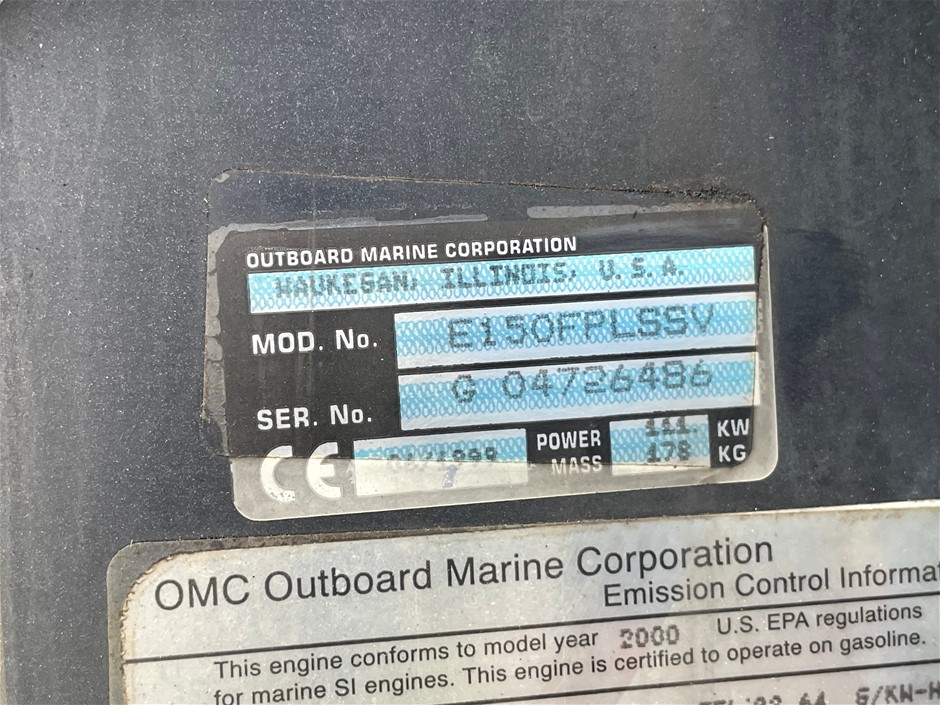 OUTBOARD MARINE CORPORATION
WAUKEGAN, ILLINOIS, U.S.A.
MOD. No. E150FPLSSV
SER. No. G 04726486
CE POWER 111. KW
MASS 178 KG
OMC Outboard Marine Corporation
Emission Control Informat
This engine conforms to model year 2000 U.S. EPA regulations
for marine SI engines. This engine is certified to operate on gasoline.
G/KW-H